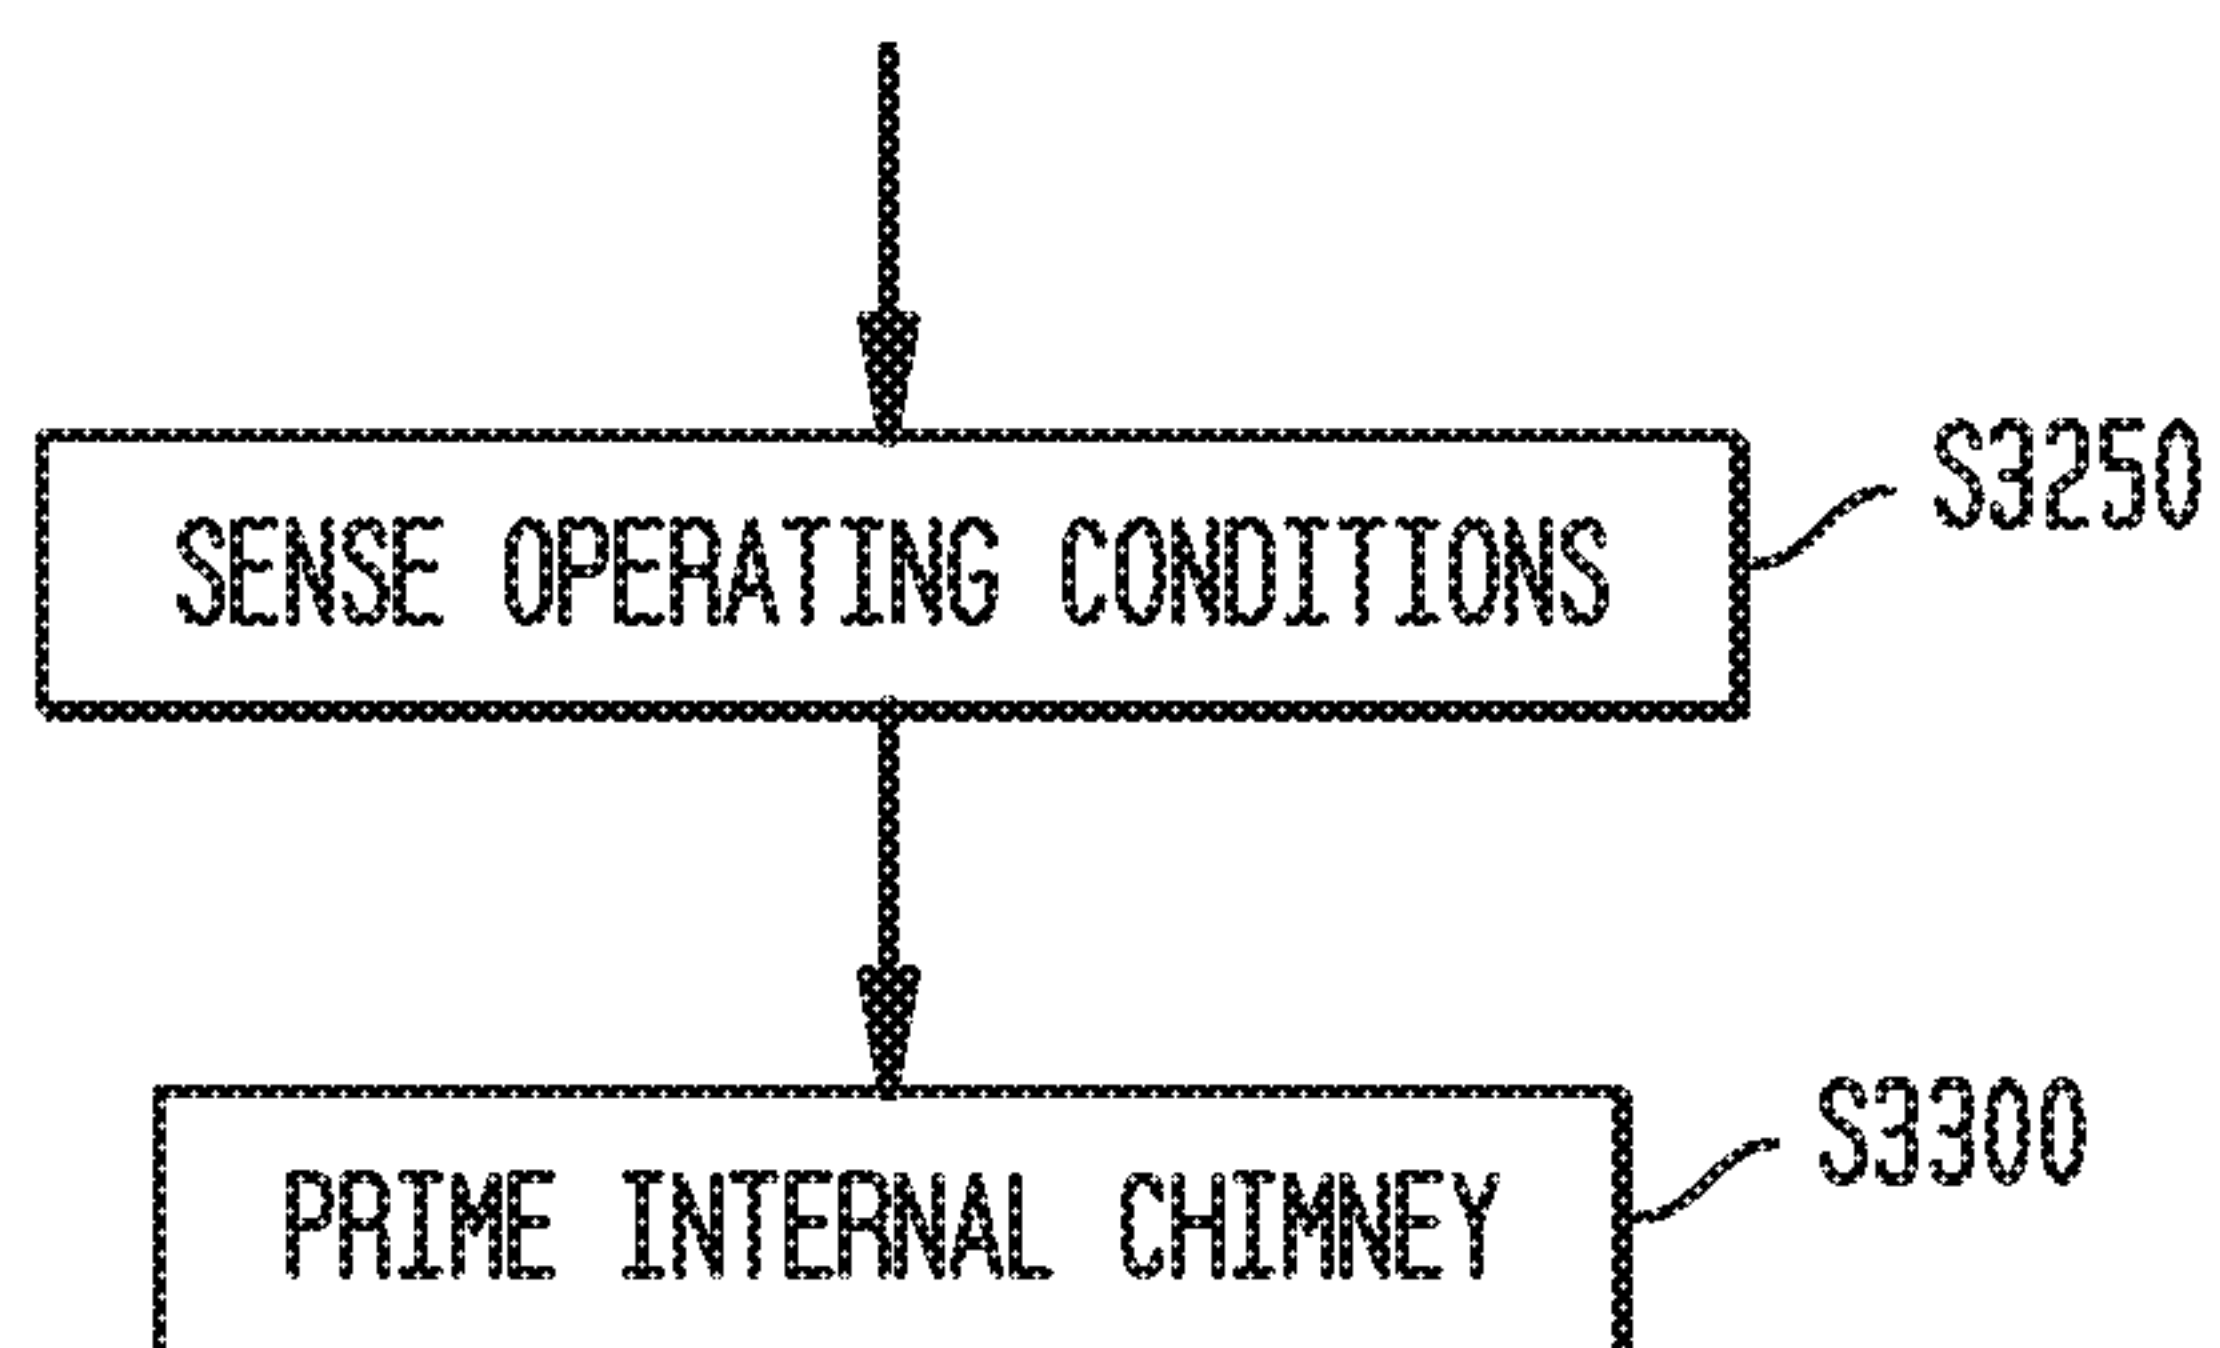 S3250
SENSE OPERATING CONDITIONS
S3300
PRIME INTERNAL CHIMNEY